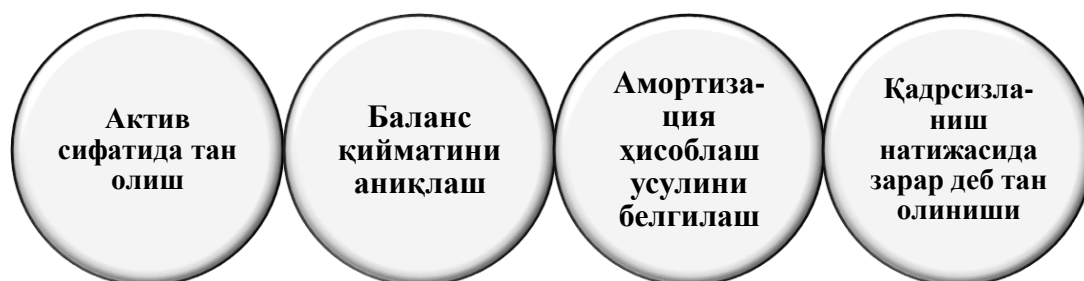 Актив
сифатида тан
олиш
Баланс
қийматини
аниқлаш
Амортиза-
ция
ҳисоблаш
усулини
белгилаш
Қадрсизла-
ниш
натижасида
зарар деб тан
олиниши